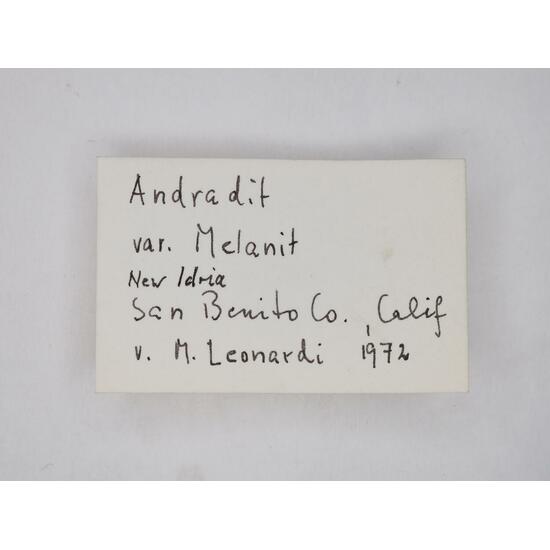 Andradit
var. Melanit
New Idria
San Benito Co., Calif
v. M. Leonardi 1972